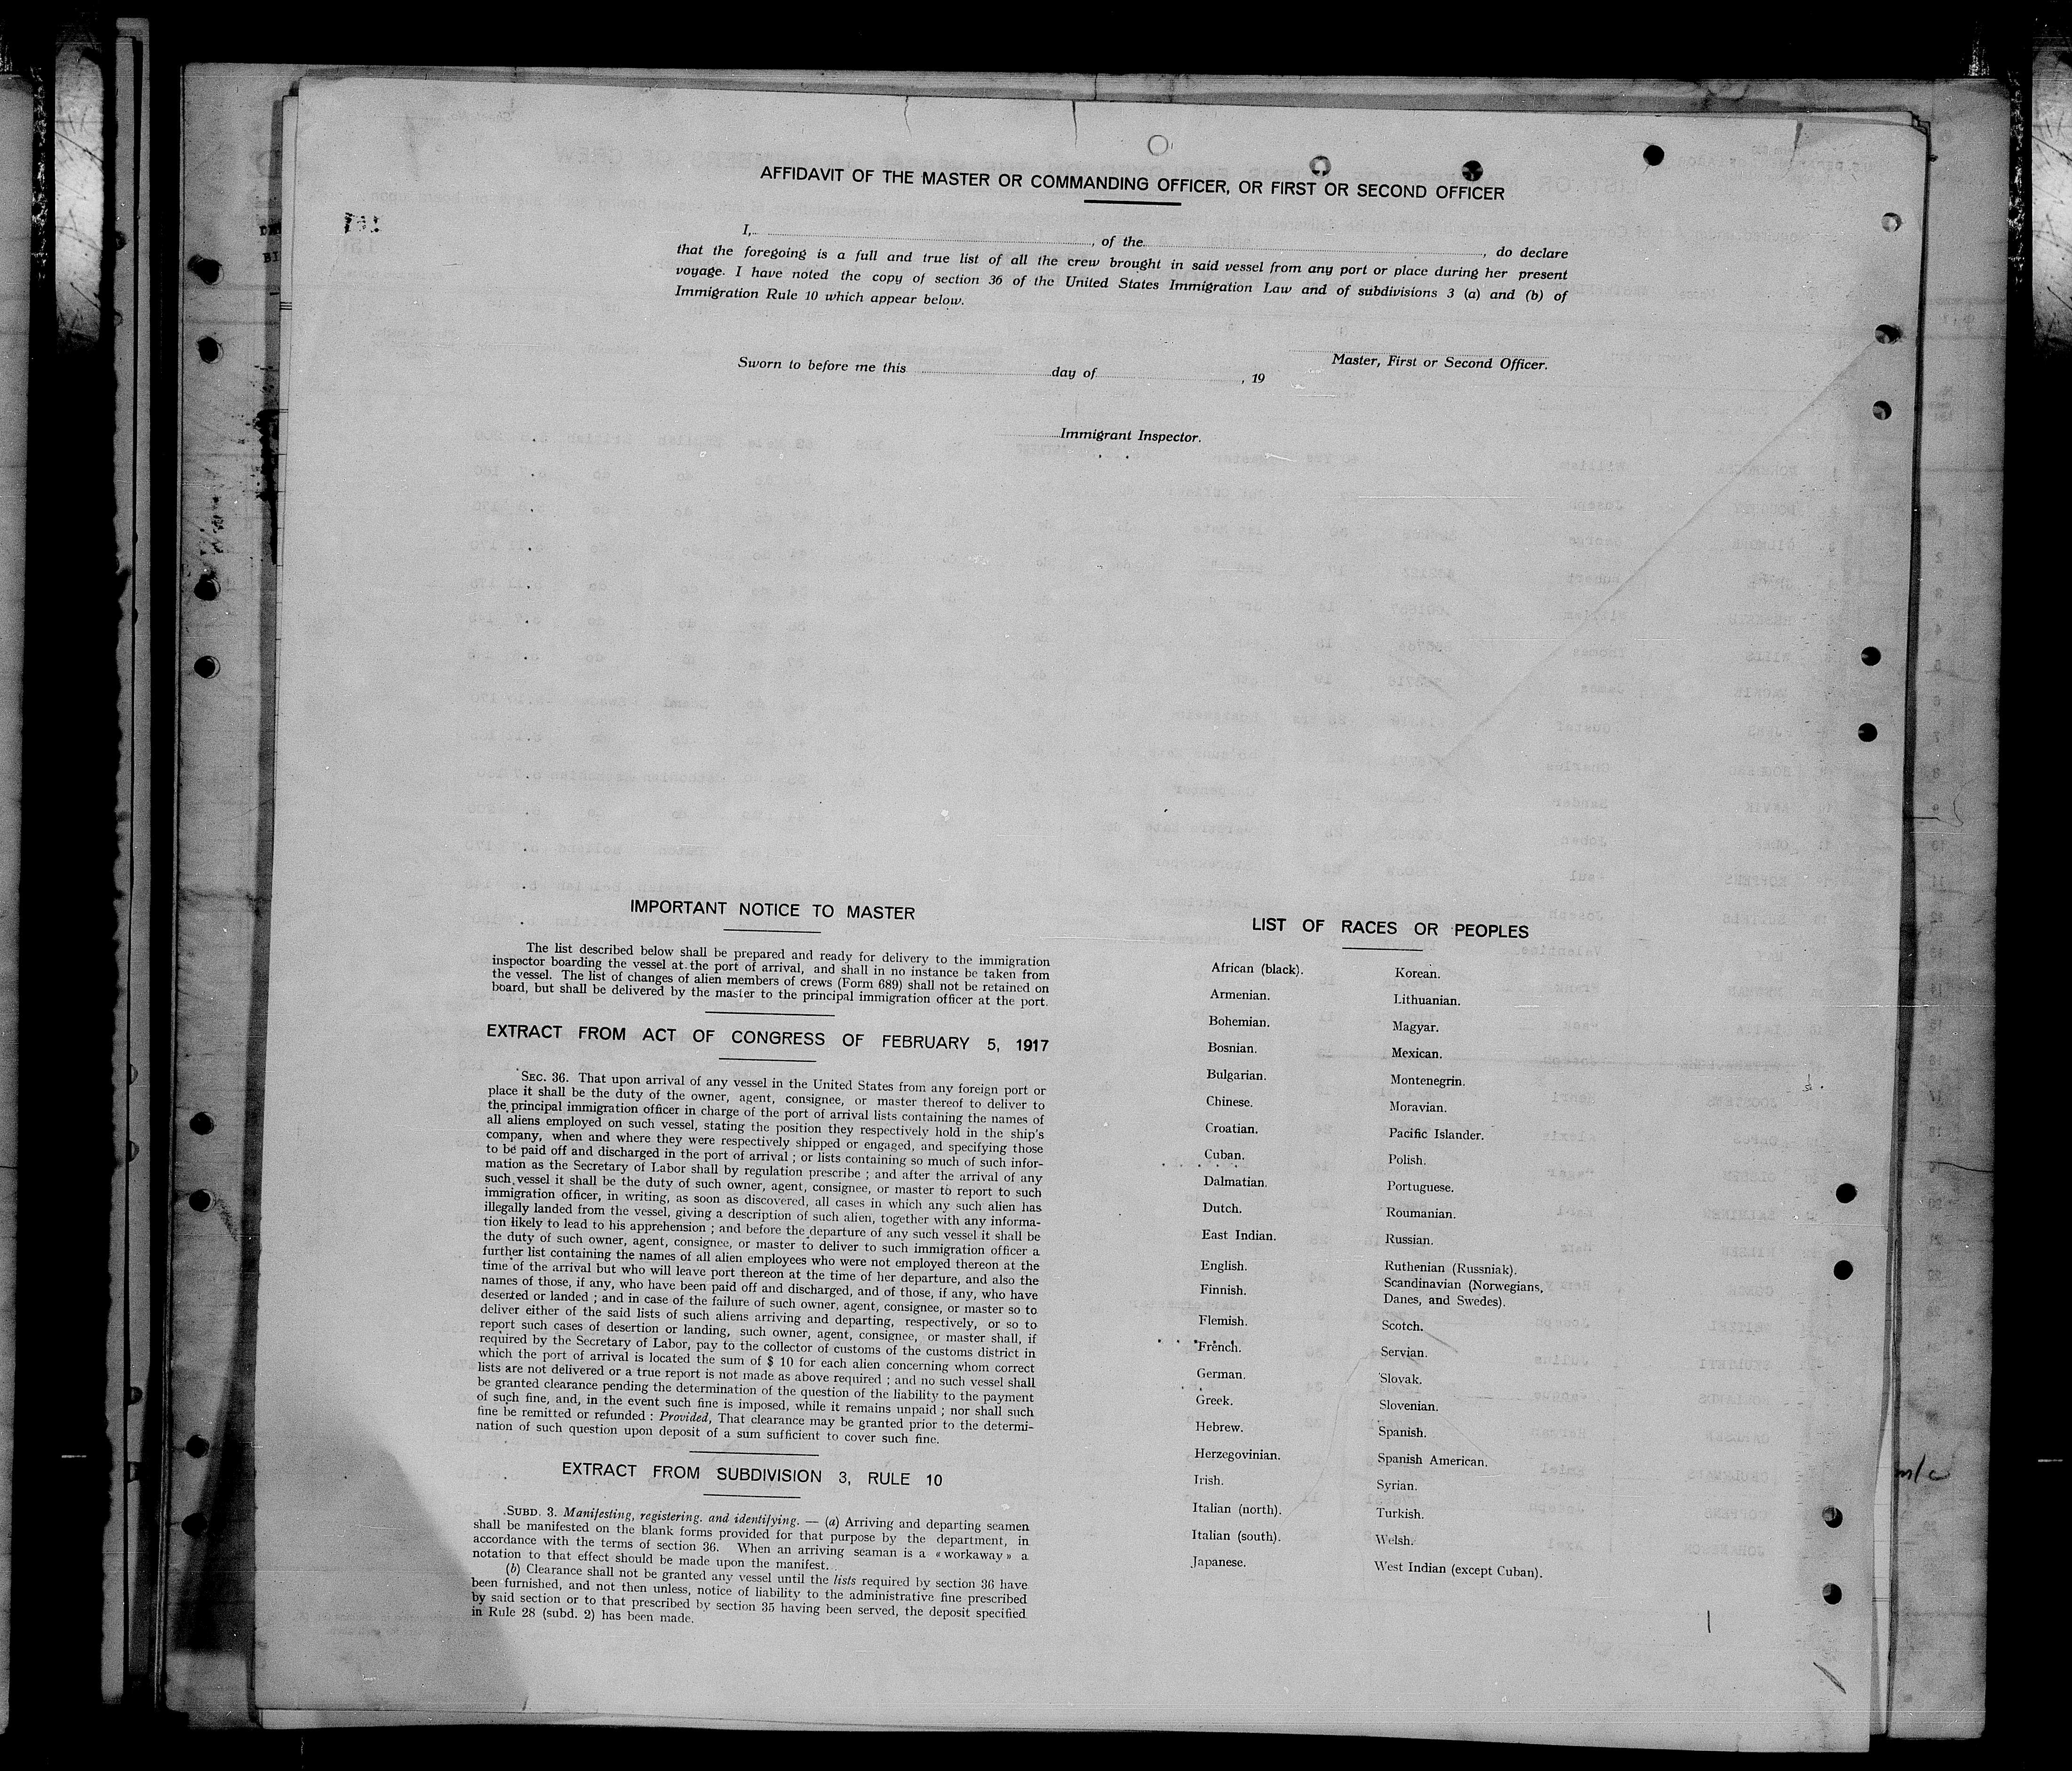 AFFIDAVIT OF THE MASTER OR COMMANDING OFFICER, OR FIRST OR SECOND OFFICER
I, , of the , do declare
that the foregoing is a full and true list of all the crew brought in said vessel from any port or place during her present
voyage. I have noted the copy of section 36 of the United States Immigration Law and of subdivisions 3 (a) and (b) of
Immigration Rule 10 which appear below.
Master, First or Second Officer.
Sworn to before me this day of , 19
Immigrant Inspector.
IMPORTANT NOTICE TO MASTER
The list described below shall be prepared and ready for delivery to the immigration
inspector boarding the vessel at the port of arrival, and shall in no instance be taken from
the vessel. The list of changes of alien members of crews (Form 689) shall not be retained on
board, but shall be delivered by the master to the principal immigration officer at the port.
EXTRACT FROM ACT OF CONGRESS OF FEBRUARY 5, 1917
SEC. 36. That upon arrival of any vessel in the United States from any foreign port or
place it shall be the duty of the owner, agent, consignee, or master thereof to deliver to
the principal immigration officer in charge of the port of arrival lists containing the names of
all aliens employed on such vessel, stating the position they respectively hold in the ship's
company, when and where they were respectively shipped or engaged, and specifying those
to be paid off and discharged in the port of arrival ; or lists containing so much of such infor-
mation as the Secretary of Labor shall by regulation prescribe ; and after the arrival of any
such vessel it shall be the duty of such owner, agent, consignee, or master to report to such
immigration officer, in writing, as soon as discovered, all cases in which any such alien has
illegally landed from the vessel, giving a description of such alien, together with any informa-
tion likely to lead to his apprehension ; and before the departure of any such vessel it shall be
the duty of such owner, agent, consignee, or master to deliver to such immigration officer a
further list containing the names of all alien employees who were not employed thereon at the
time of the arrival but who will leave port thereon at the time of her departure, and also the
names of those, if any, who have been paid off and discharged, and of those, if any, who have
deserted or landed ; and in case of the failure of such owner, agent, consignee, or master so to
deliver either of the said lists of such aliens arriving and departing, respectively, or so to
report such cases of desertion or landing, such owner, agent, consignee, or master shall, if
required by the Secretary of Labor, pay to the collector of customs of the customs district in
which the port of arrival is located the sum of $ 10 for each alien concerning whom correct
lists are not delivered or a true report is not made as above required ; and no such vessel shall
be granted clearance pending the determination of the question of the liability to the payment
of such fine, and, in the event such fine is imposed, while it remains unpaid ; nor shall such
fine be remitted or refunded : Provided, That clearance may be granted prior to the determi-
nation of such question upon deposit of a sum sufficient to cover such fine.
EXTRACT FROM SUBDIVISION 3, RULE 10
SUBD. 3. Manifesting, registering. and identifying. — (a) Arriving and departing seamen
shall be manifested on the blank forms provided for that purpose by the department, in
accordance with the terms of section 36. When an arriving seaman is a « workaway » a
notation to that effect should be made upon the manifest.
(b) Clearance shall not be granted any vessel until the lists required by section 36 have
been furnished, and not then unless, notice of liability to the administrative fine prescribed
by said section or to that prescribed by section 35 having been served, the deposit specified
in Rule 28 (subd. 2) has been made.
LIST OF RACES OR PEOPLES
African (black).
Armenian.
Bohemian.
Bosnian.
Bulgarian.
Chinese.
Croatian.
Cuban.
Dalmatian.
Dutch.
East Indian.
English.
Finnish.
Flemish.
French.
German.
Greek.
Hebrew.
Herzegovinian.
Irish.
Italian (north).
Italian (south).
Japanese.
Korean.
Lithuanian.
Magyar.
Mexican.
Montenegrin.
Moravian.
Pacific Islander.
Polish.
Portuguese.
Roumanian.
Russian.
Ruthenian (Russniak).
Scandinavian (Norwegians,
Danes, and Swedes).
Scotch.
Servian.
Slovak.
Slovenian.
Spanish.
Spanish American.
Syrian.
Turkish.
Welsh.
West Indian (except Cuban).